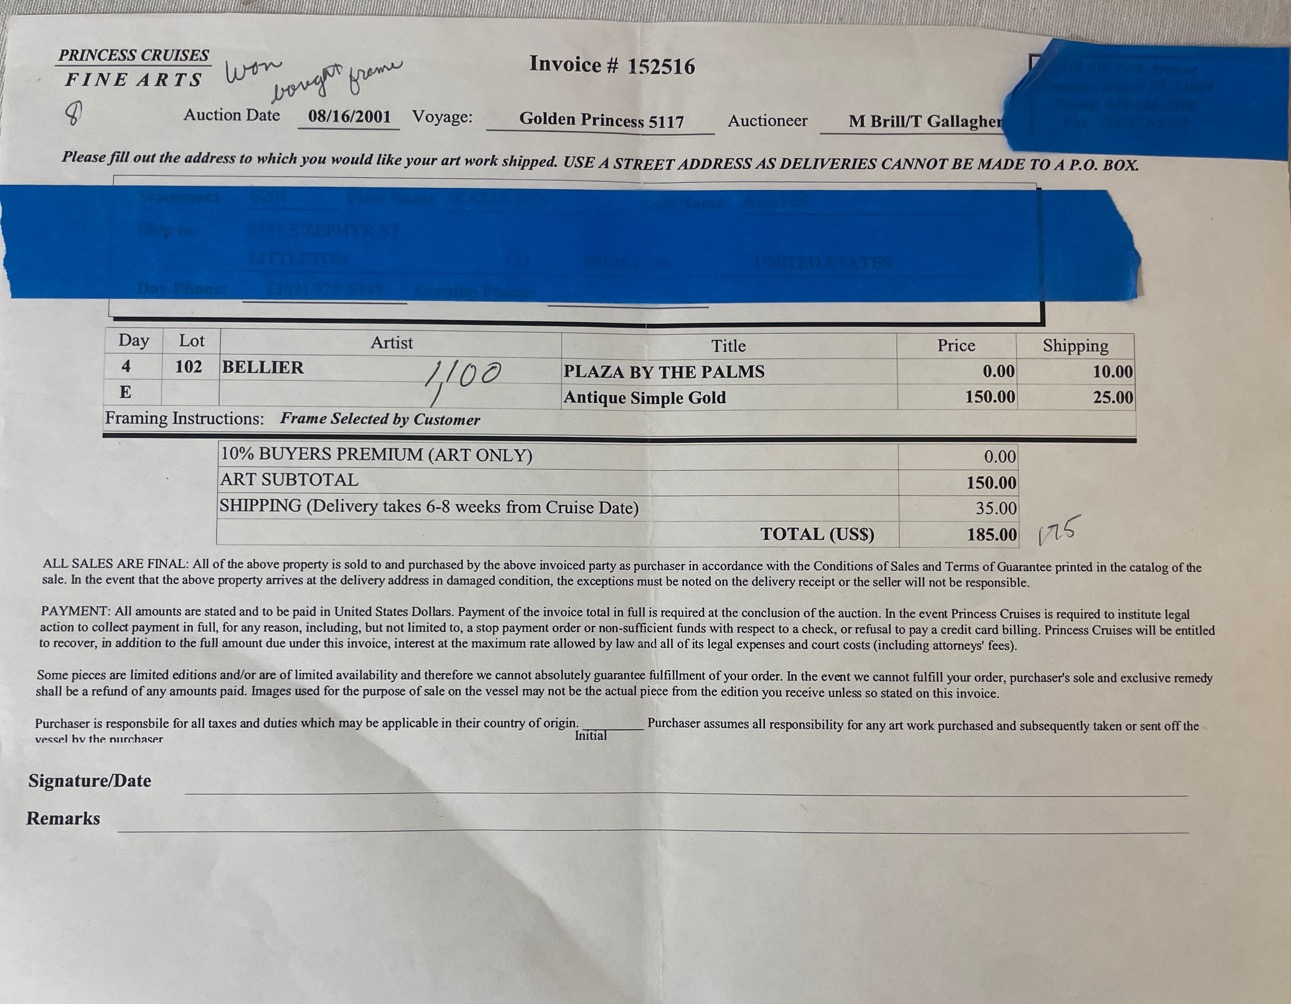 PRINCESS CRUISES
FINE ARTS
Won
bought frame
Invoice # 152516
8
Auction Date 08/16/2001 Voyage: Golden Princess 5117 Auctioneer M Brill/T Gallagher
Please fill out the address to which you would like your art work shipped. USE A STREET ADDRESS AS DELIVERIES CANNOT BE MADE TO A P.O. BOX.
Day Lot Artist Title Price Shipping
4 102 BELLIER 1,100 PLAZA BY THE PALMS 0.00 10.00
E Antique Simple Gold 150.00 25.00
Framing Instructions: Frame Selected by Customer
10% BUYERS PREMIUM (ART ONLY) 0.00
ART SUBTOTAL 150.00
SHIPPING (Delivery takes 6-8 weeks from Cruise Date) 35.00
TOTAL (US$) 185.00 175
ALL SALES ARE FINAL: All of the above property is sold to and purchased by the above invoiced party as purchaser in accordance with the Conditions of Sales and Terms of Guarantee printed in the catalog of the
sale. In the event that the above property arrives at the delivery address in damaged condition, the exceptions must be noted on the delivery receipt or the seller will not be responsible.
PAYMENT: All amounts are stated and to be paid in United States Dollars. Payment of the invoice total in full is required at the conclusion of the auction. In the event Princess Cruises is required to institute legal
action to collect payment in full, for any reason, including, but not limited to, a stop payment order or non-sufficient funds with respect to a check, or refusal to pay a credit card billing. Princess Cruises will be entitled
to recover, in addition to the full amount due under this invoice, interest at the maximum rate allowed by law and all of its legal expenses and court costs (including attorneys' fees).
Some pieces are limited editions and/or are of limited availability and therefore we cannot absolutely guarantee fulfillment of your order. In the event we cannot fulfill your order, purchaser's sole and exclusive remedy
shall be a refund of any amounts paid. Images used for the purpose of sale on the vessel may not be the actual piece from the edition you receive unless so stated on this invoice.
Purchaser is responsbile for all taxes and duties which may be applicable in their country of origin. Purchaser assumes all responsibility for any art work purchased and subsequently taken or sent off the
Initial
vessel by the purchaser
Signature/Date
Remarks